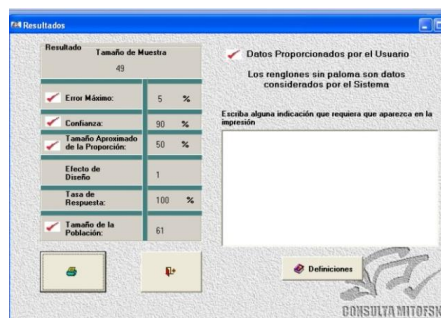 Resultados
Resultado
Tamaño de Muestra
49
Error Máximo: 5 %
Confianza: 90 %
Tamaño Aproximado
de la Proporción: 50 %
Efecto de
Diseño 1
Tasa de
Respuesta: 100 %
Tamaño de la
Población: 61
Datos Proporcionados por el Usuario
Los renglones sin paloma son datos
considerados por el Sistema
Escriba alguna indicación que requiera que aparezca en la
impresión
Definiciones
CONSULTA MITOFSK